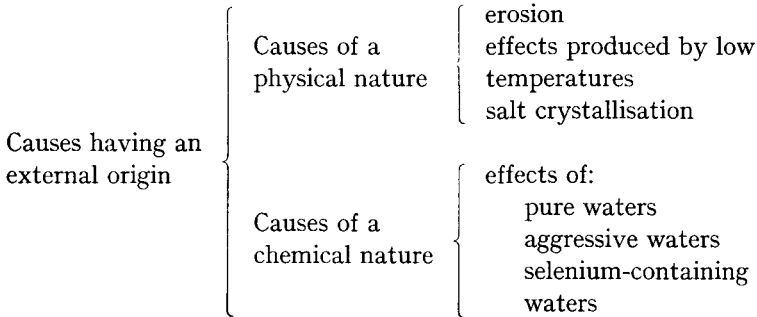 Causes having an
external origin
Causes of a
physical nature
erosion
effects produced by low
temperatures
salt crystallisation
Causes of a
chemical nature
effects of:
pure waters
aggressive waters
selenium-containing
waters